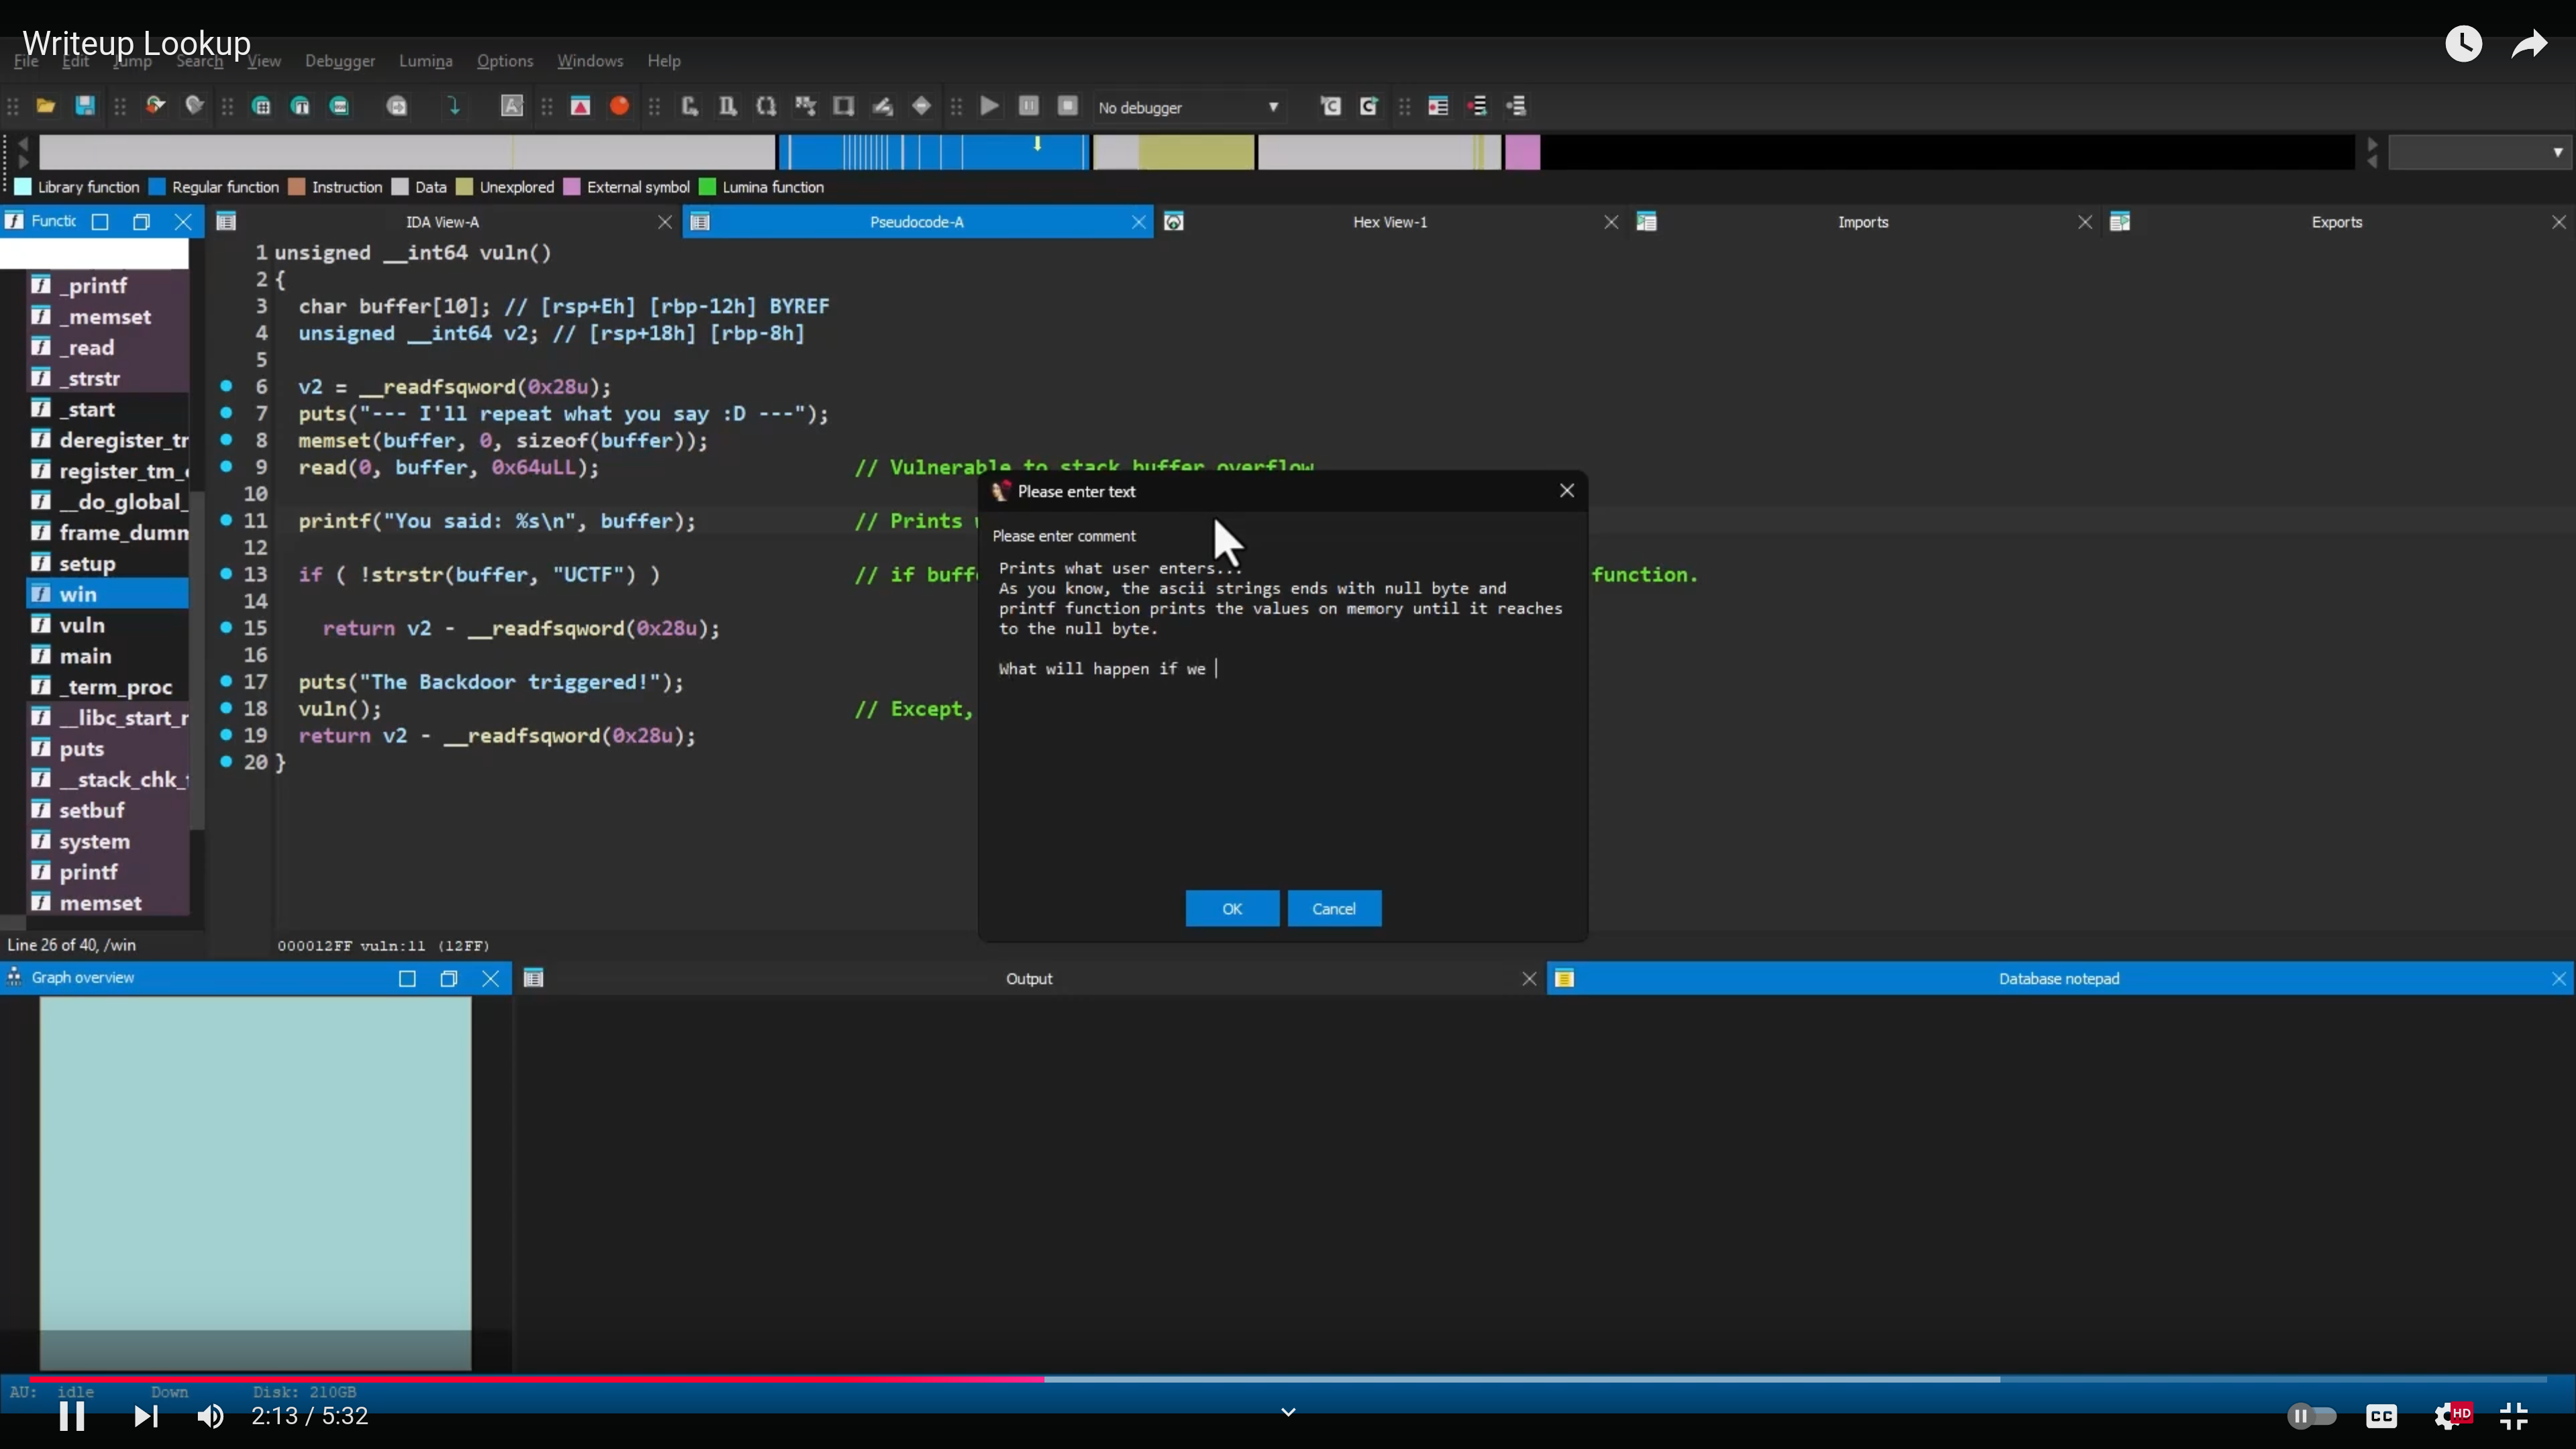 Writeup Lookup
File Edit Jump Search View Debugger Lumina Options Windows Help
No debugger
Library function Regular function Instruction Data Unexplored External symbol Lumina function
Functic
IDA View-A
Pseudocode-A
Hex View-1
Imports
Exports
_printf
_memset
_read
_strstr
_start
deregister_tr
register_tm_
__do_global_
frame_dumm
setup
win
vuln
main
_term_proc
__libc_start_
puts
__stack_chk_
setbuf
system
printf
memset
Line 26 of 40, /win
1 unsigned __int64 vuln()
2 {
3 char buffer[10]; // [rsp+Eh] [rbp-12h] BYREF
4 unsigned __int64 v2; // [rsp+18h] [rbp-8h]
5
6 v2 = __readfsqword(0x28u);
7 puts("--- I'll repeat what you say :D ---");
8 memset(buffer, 0, sizeof(buffer));
9 read(0, buffer, 0x64uLL); // Vulnerable to stack buffer overflow
10
11 printf("You said: %s\n", buffer); // Prints
12
13 if ( !strstr(buffer, "UCTF") ) // if buff function.
14
15 return v2 - __readfsqword(0x28u);
16
17 puts("The Backdoor triggered!");
18 vuln(); // Except,
19 return v2 - __readfsqword(0x28u);
20 }
000012FF vuln:11 (12FF)
Please enter text
Please enter comment
Prints what user enters...
As you know, the ascii strings ends with null byte and
printf function prints the values on memory until it reaches
to the null byte.
What will happen if we
OK Cancel
Graph overview
Output
Database notepad
AU: idle Down Disk: 210GB
2:13 / 5:32
CC
HD